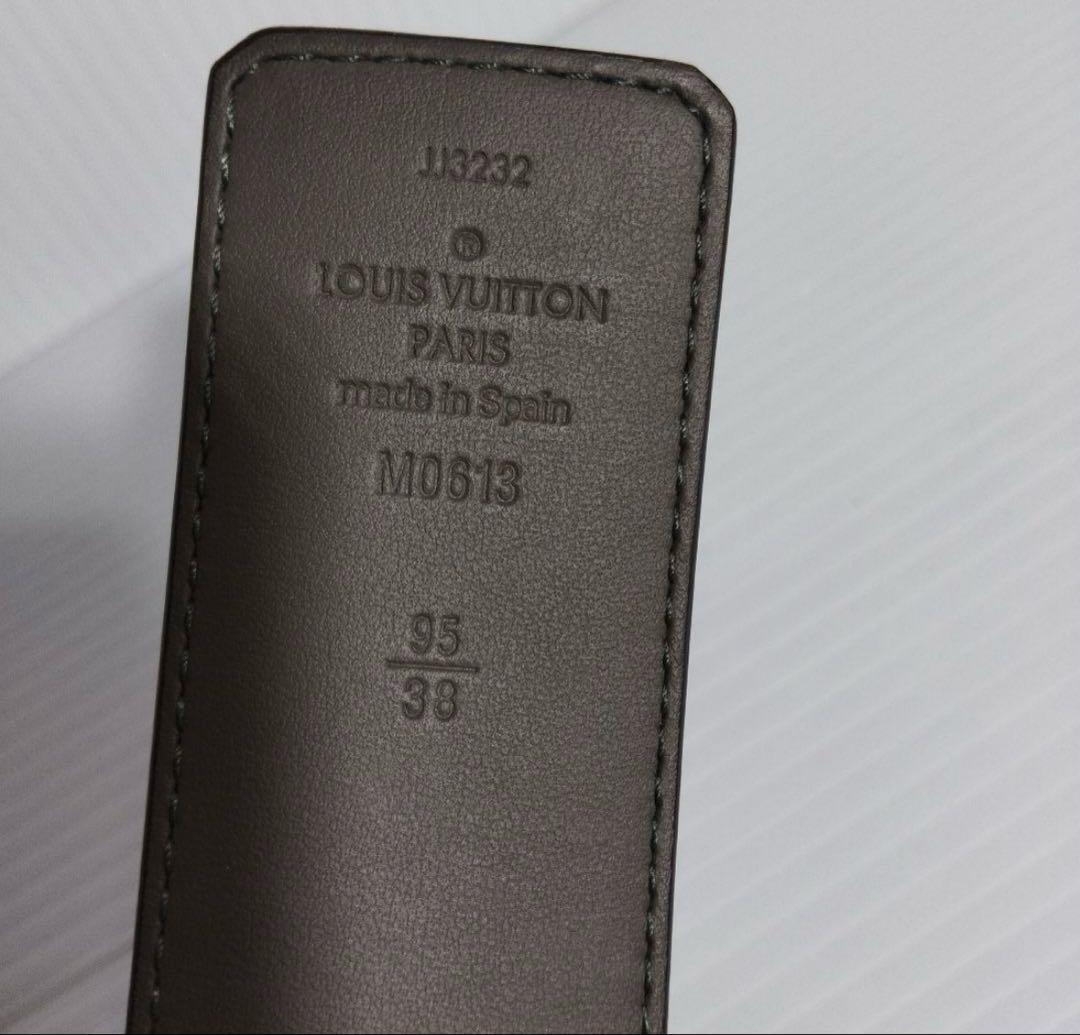 JJ3232
®
LOUIS VUITTON
PARIS
made in Spain
M0613
95
38